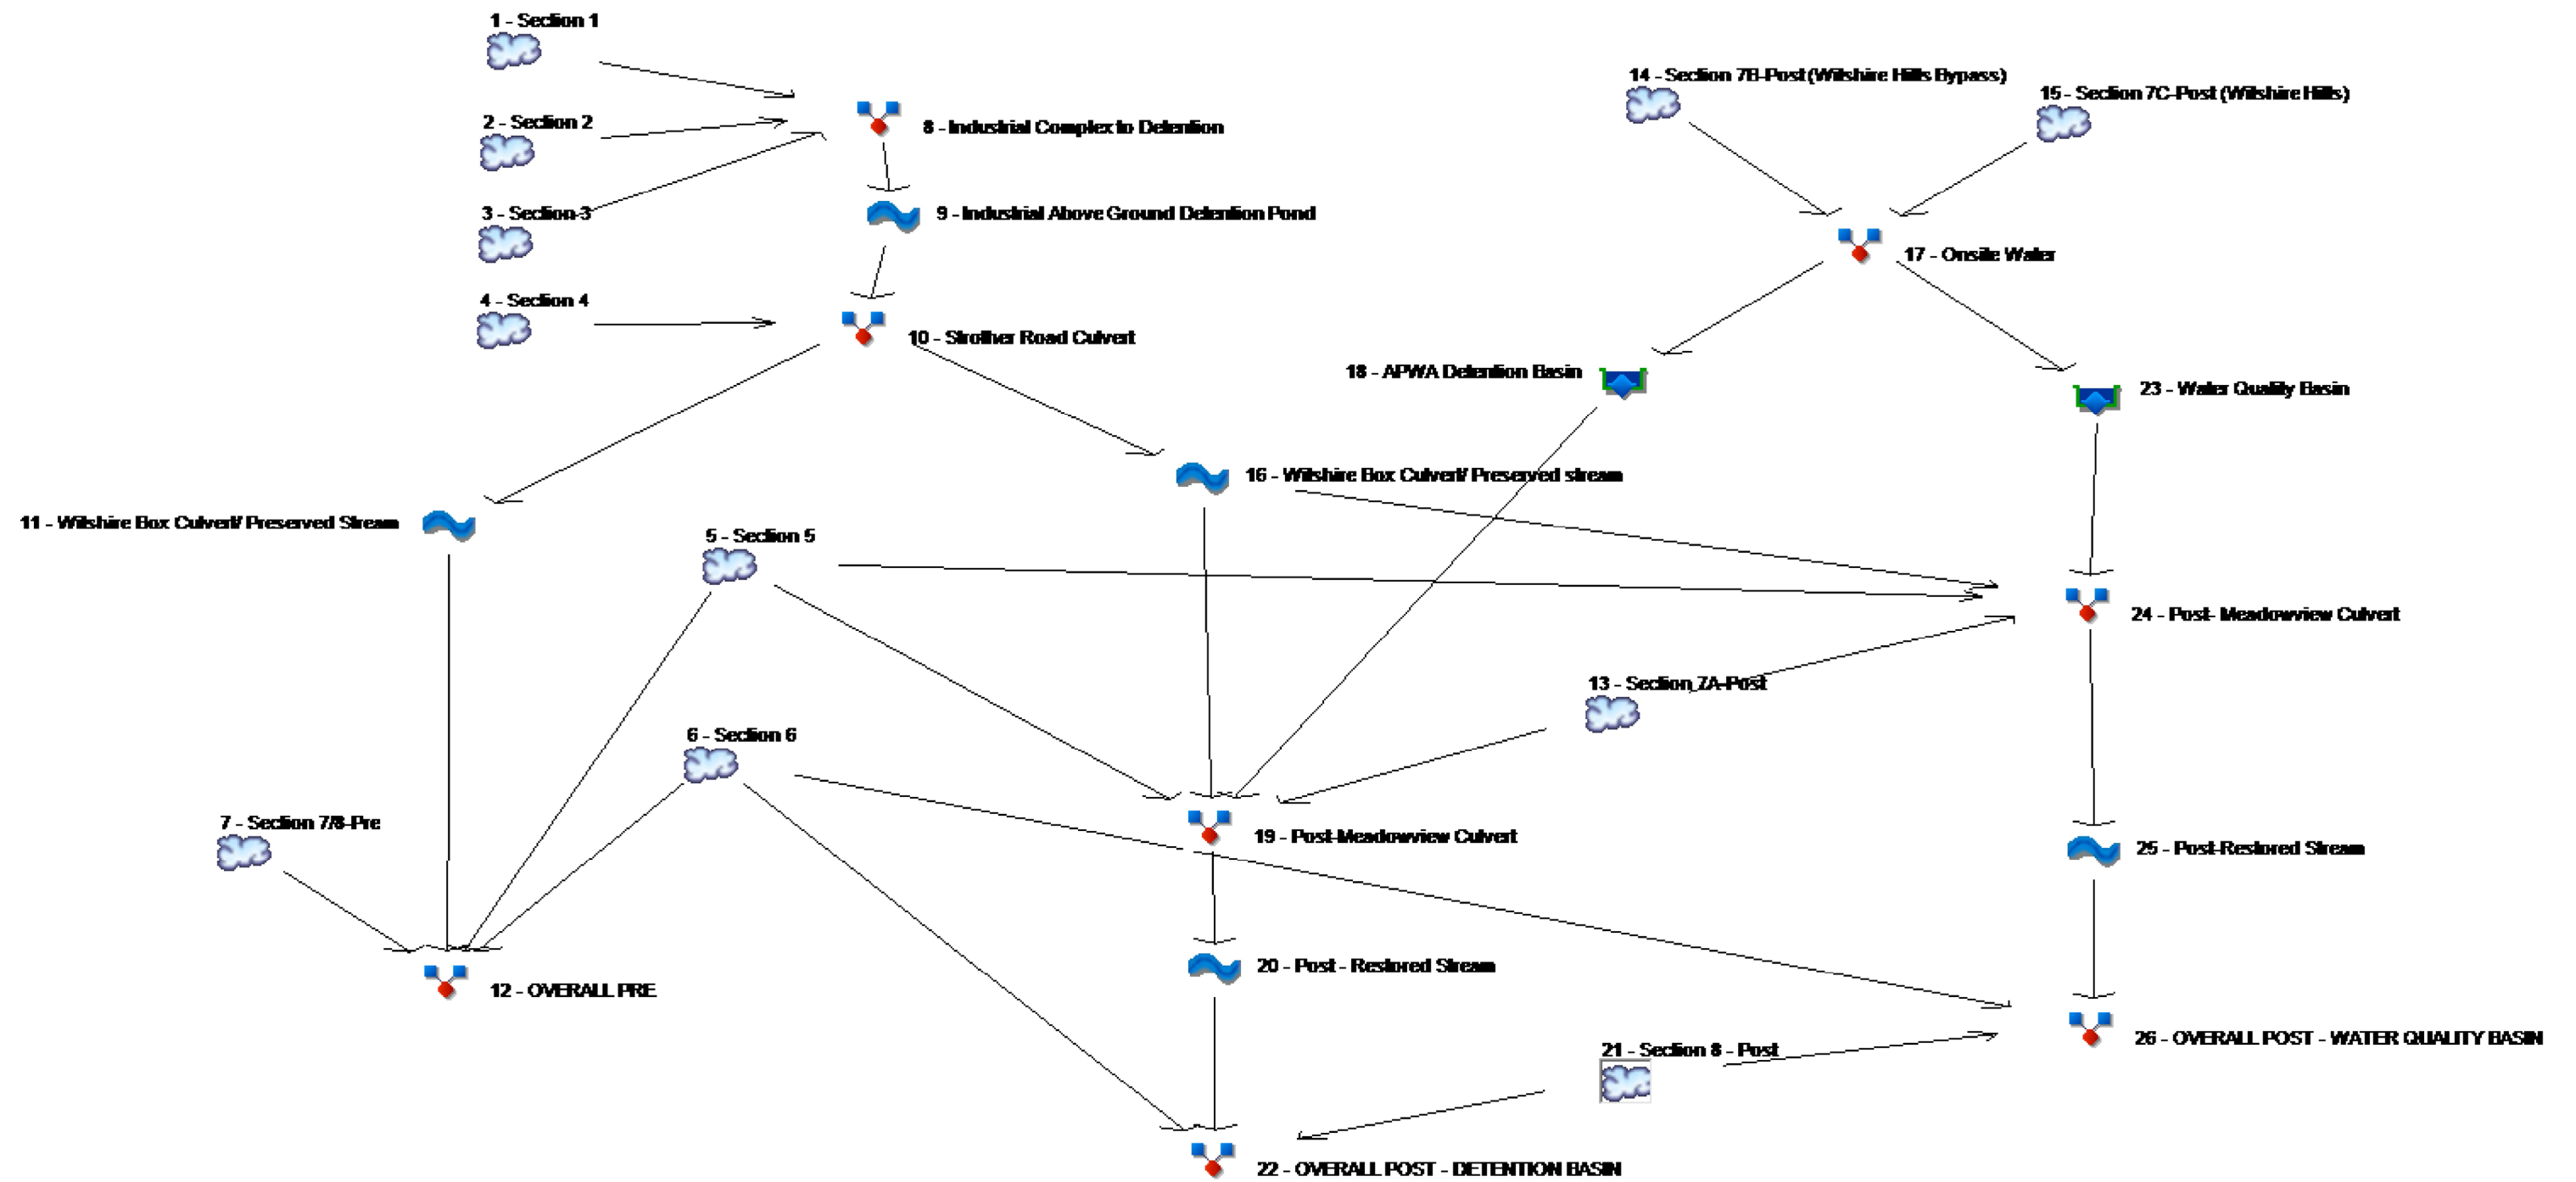 1 - Section 1
14 - Section 7B-Post (Wilshire Hills Bypass)
15 - Section 7C-Post (Wilshire Hills)
2 - Section 2
8 - Industrial Complex to Detention
3 - Section 3
9 - Industrial Above Ground Detention Pond
17 - Onsite Water
4 - Section 4
10 - Strother Road Culvert
18 - APWA Detention Basin
23 - Water Quality Basin
16 - Wilshire Box Culvert/ Preserved stream
11 - Wilshire Box Culvert/ Preserved Stream
5 - Section 5
24 - Post- Meadowview Culvert
13 - Section 7A-Post
6 - Section 6
7 - Section 7/8-Pre
19 - Post-Meadowview Culvert
25 - Post-Restored Stream
20 - Post - Restored Stream
12 - OVERALL PRE
26 - OVERALL POST - WATER QUALITY BASIN
21 - Section 8 - Post
22 - OVERALL POST - DETENTION BASIN